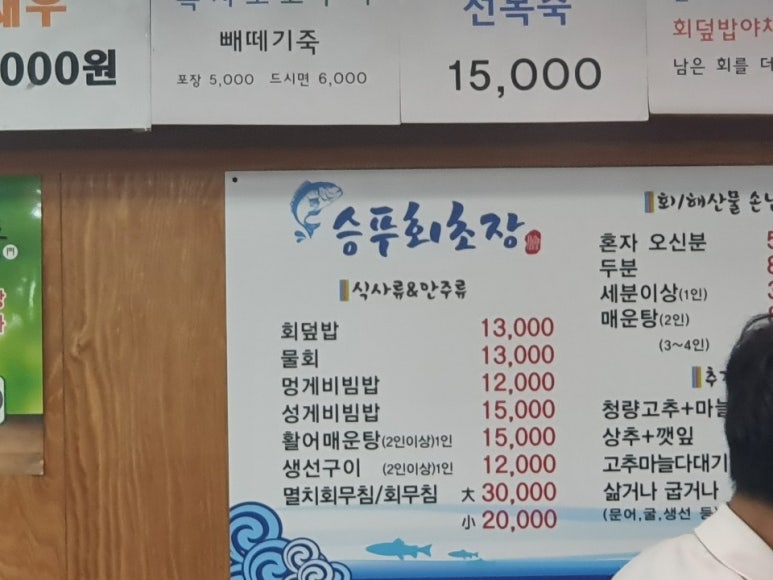 000원
빼떼기죽
포장 5,000 드시면 6,000
전복죽
15,000
회덮밥야채
남은 회를
승푸회초장
식사류&안주류
회덮밥 13,000
물회 13,000
멍게비빔밥 12,000
성게비빔밥 15,000
활어매운탕(2인이상)1인 15,000
생선구이 (2인이상)1인 12,000
멸치회무침/회무침 大 30,000
小 20,000
회/해산물
혼자 오신분
두분
세분이상(1인)
매운탕(2인)
(3~4인)
청량고추+마늘
상추+깻잎
고추마늘다대기
삶거나 굽거나
(문어,굴,생선 등)